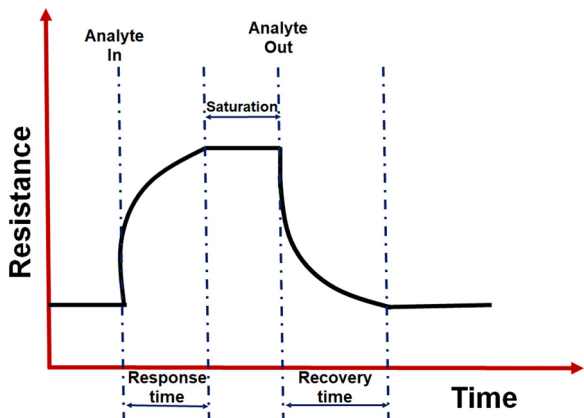 Analyte
In
Analyte
Out
Saturation
Resistance
Response
time
Recovery
time
Time